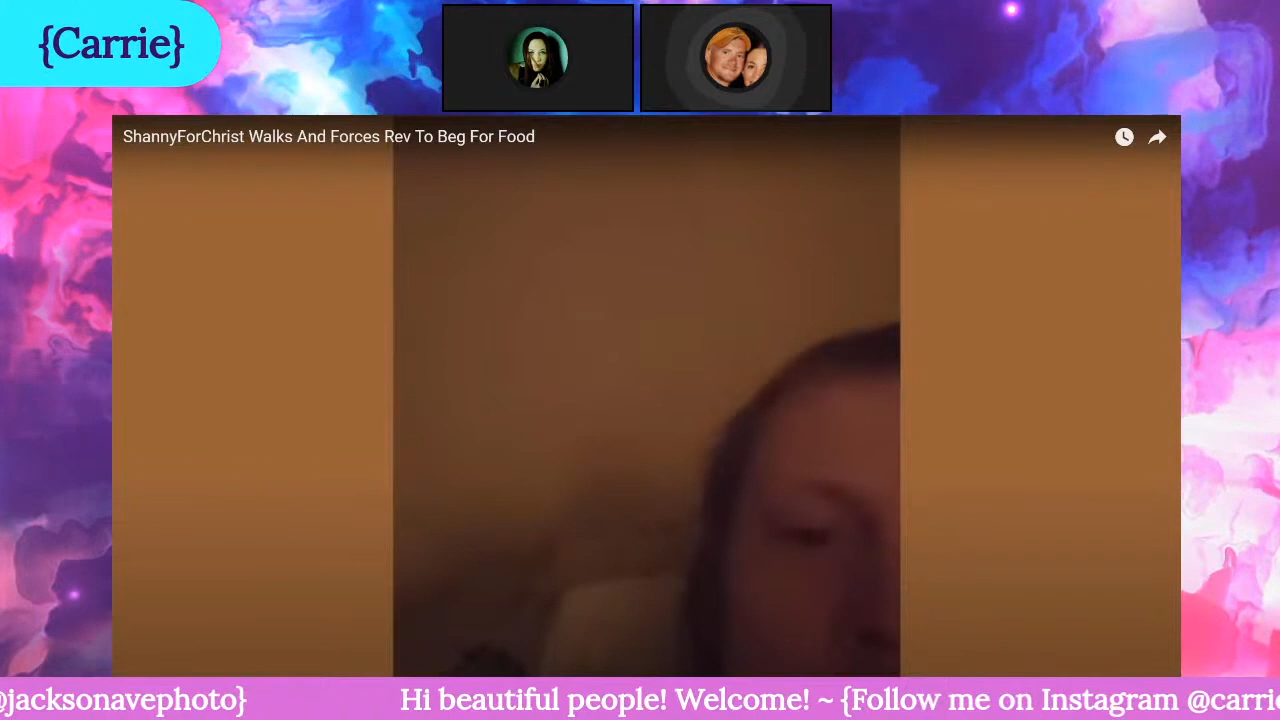 {Carrie}
ShannyForChrist Walks And Forces Rev To Beg For Food
@jacksonavephoto} Hi beautiful people! Welcome! ~ {Follow me on Instagram @carrie